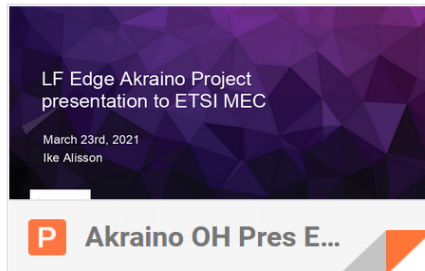 LF Edge Akraino Project
presentation to ETSI MEC
March 23rd, 2021
Ike Alisson
P Akraino OH Pres E...